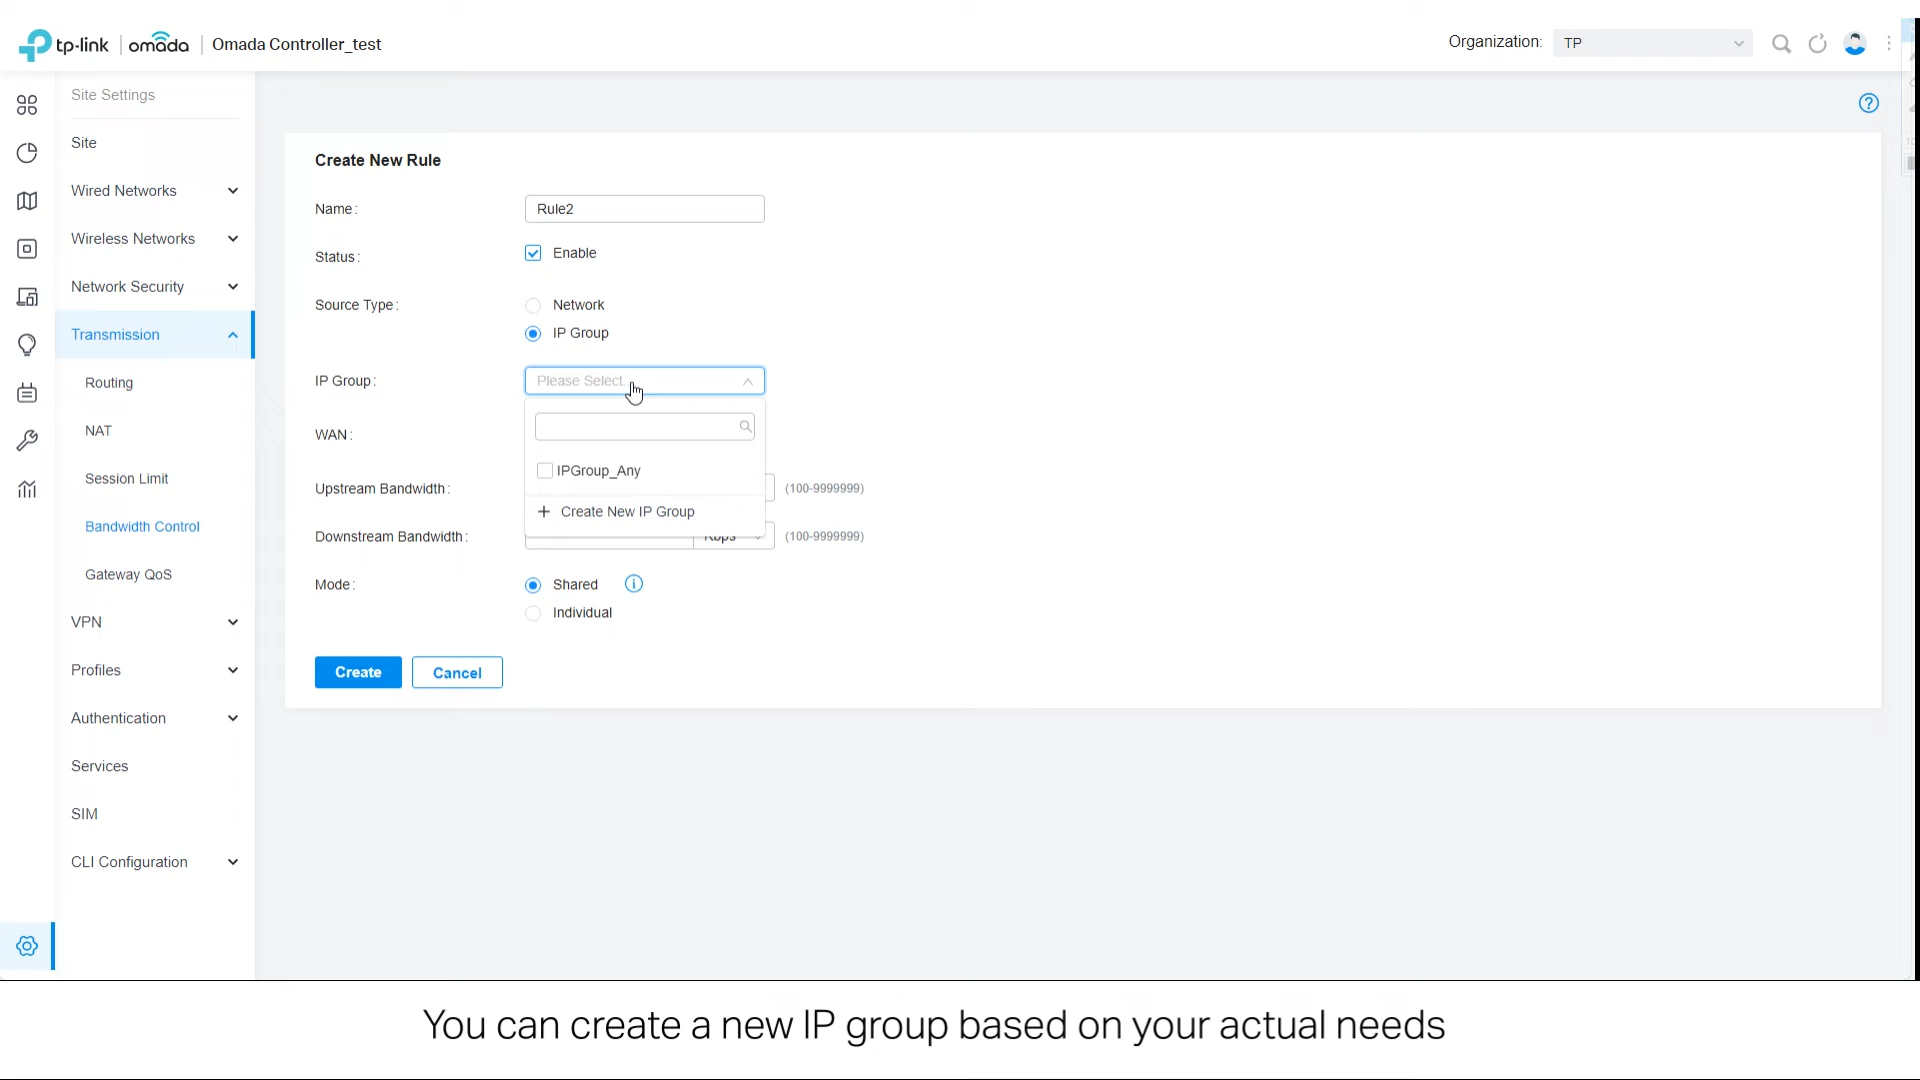 tp-link | omada | Omada Controller_test
Organization: TP
Site Settings
Site
Wired Networks
Wireless Networks
Network Security
Transmission
Routing
NAT
Session Limit
Bandwidth Control
Gateway QoS
VPN
Profiles
Authentication
Services
SIM
CLI Configuration
Create New Rule
Name: Rule2
Status: Enable
Source Type: Network
IP Group
IP Group: Please Select...
IPGroup_Any
+ Create New IP Group
WAN:
Upstream Bandwidth: (100-9999999)
Downstream Bandwidth: Kbps (100-9999999)
Mode: Shared
Individual
Create Cancel
You can create a new IP group based on your actual needs